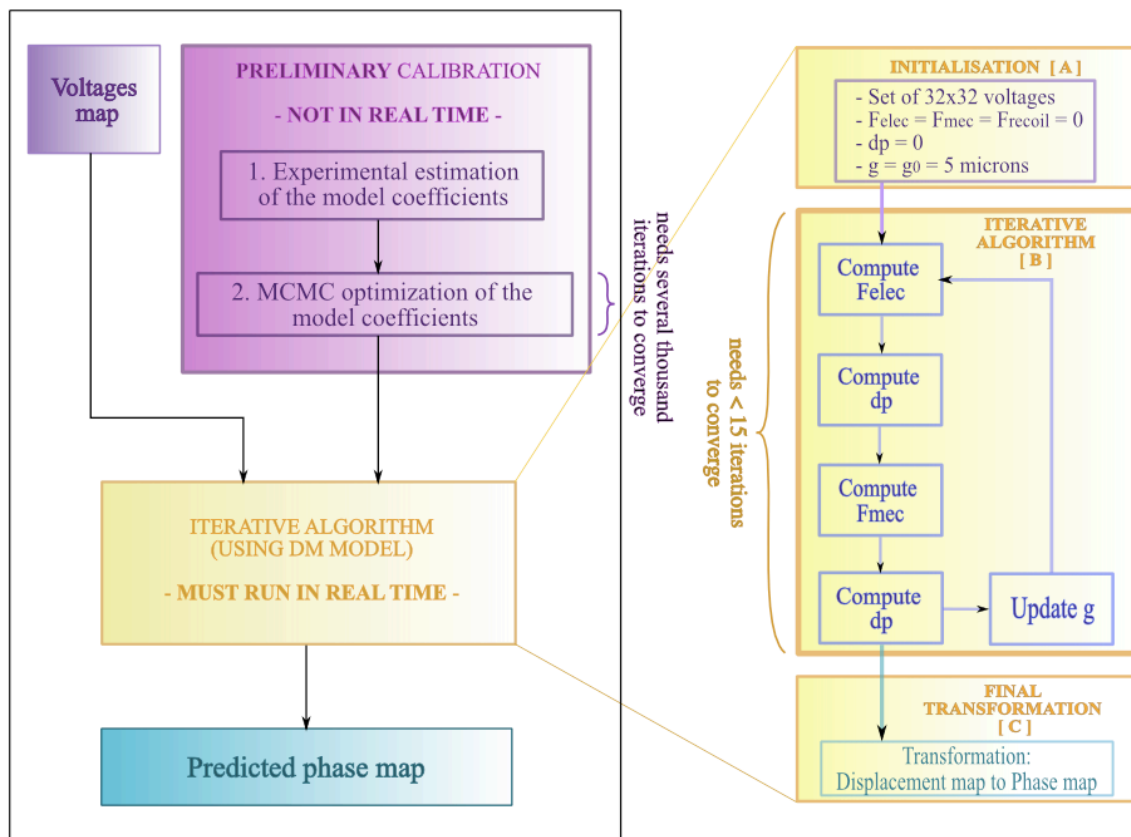 Voltages
map
PRELIMINARY CALIBRATION
- NOT IN REAL TIME -
1. Experimental estimation
of the model coefficients
2. MCMC optimization of the
model coefficients
needs several thousand
iterations to converge
ITERATIVE ALGORITHM
(USING DM MODEL)
- MUST RUN IN REAL TIME -
Predicted phase map
INITIALISATION [ A ]
- Set of 32x32 voltages
- Felec = Fmec = Frecoil = 0
- dp = 0
- g = g0 = 5 microns
ITERATIVE
ALGORITHM
[ B ]
needs < 15 iterations
to converge
Compute
Felec
Compute
dp
Compute
Fmec
Compute
dp
Update g
FINAL
TRANSFORMATION
[ C ]
Transformation:
Displacement map to Phase map